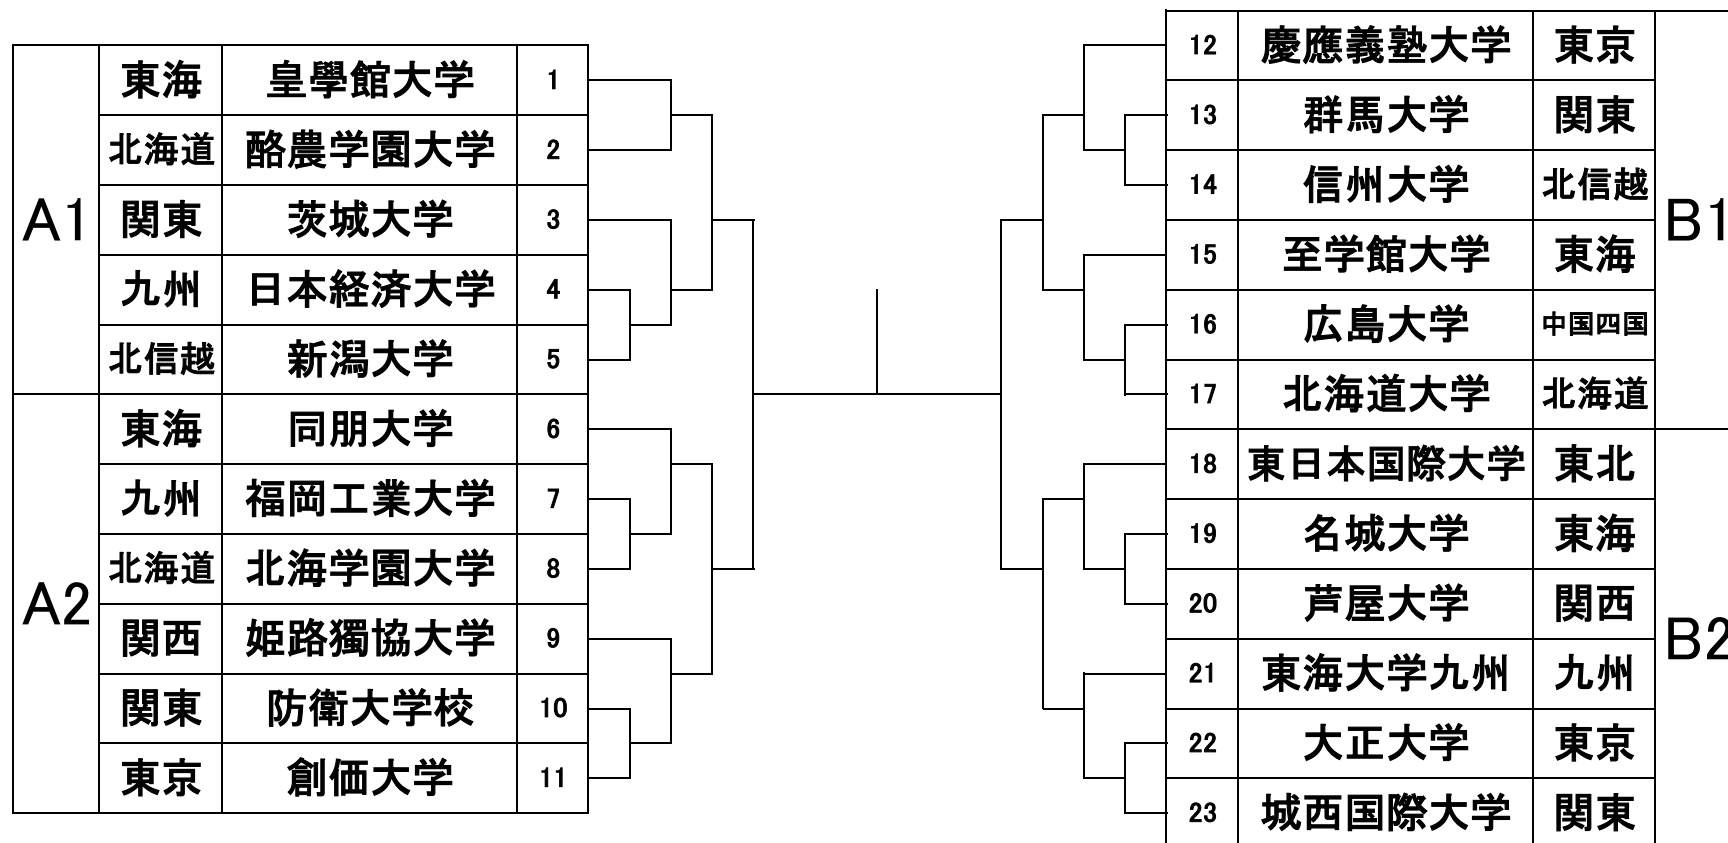 A1
東海 皇學館大学 1
北海道 酪農学園大学 2
関東 茨城大学 3
九州 日本経済大学 4
北信越 新潟大学 5
A2
東海 同朋大学 6
九州 福岡工業大学 7
北海道 北海学園大学 8
関西 姫路獨協大学 9
関東 防衛大学校 10
東京 創価大学 11
12 慶應義塾大学 東京
13 群馬大学 関東
14 信州大学 北信越
15 至学館大学 東海
16 広島大学 中国四国
17 北海道大学 北海道
B1
18 東日本国際大学 東北
19 名城大学 東海
20 芦屋大学 関西
21 東海大学九州 九州
22 大正大学 東京
23 城西国際大学 関東
B2